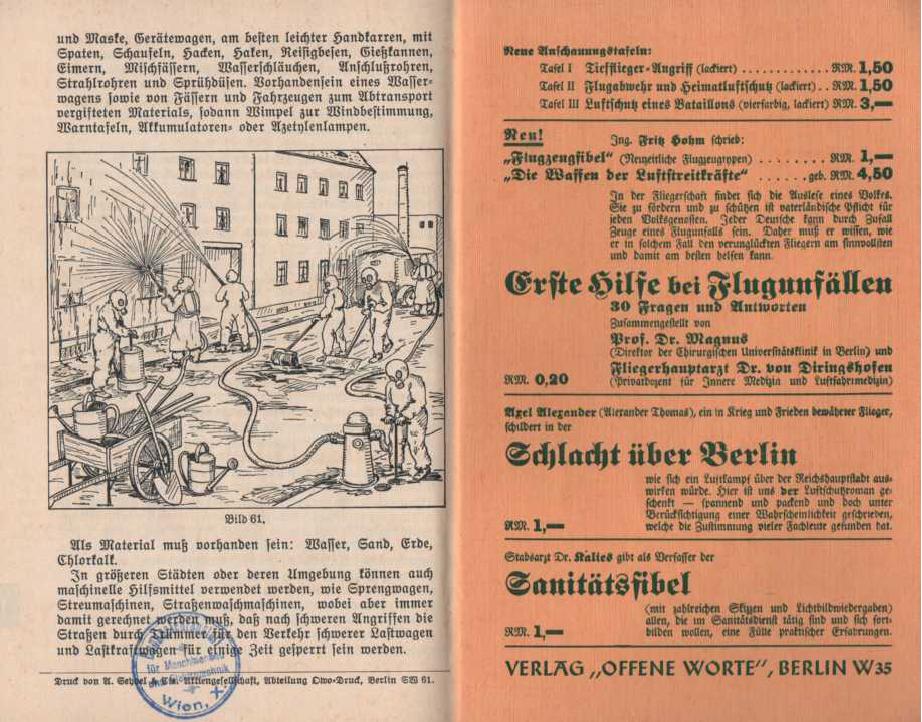 und Maske, Gerätewagen, am besten leichter Handkarren, mit
Spaten, Schaufeln, Hacken, Haken, Reisigbesen, Gießkannen,
Eimern, Mischfässern, Wasserschläuchen, Anschlußrohren,
Strahlrohren und Sprühdüsen. Vorhandensein eines Wasser-
wagens sowie von Fässern und Fahrzeugen zum Abtransport
vergifteten Materials, sodann Wimpel zur Windbestimmung,
Warntafeln, Akkumulatoren- oder Azetylenlampen.
Bild 61.
Als Material muß vorhanden sein: Wasser, Sand, Erde,
Chlorkalk.
In größeren Städten oder deren Umgebung können auch
maschinelle Hilfsmittel verwendet werden, wie Sprengwagen,
Streumaschinen, Straßenwaschmaschinen, wobei aber immer
damit gerechnet werden muß, daß nach schweren Angriffen die
Straßen durch Trümmer für den Verkehr schwerer Lastwagen
und Lastkraftwagen für einige Zeit gesperrt sein werden.
für Maschinenbau
Wien,
Druck von A. Seydel & Cie. Aktiengesellschaft, Abteilung Otwo-Druck, Berlin SW 61.
Neue Anschauungstafeln:
Tafel I Tiefflieger-Angriff (lackiert) . . . . . . . . . . . RM. 1,50
Tafel II Flugabwehr und Heimatluftschutz (lackiert) . . RM. 1,50
Tafel III Luftschutz eines Bataillons (vierfarbig, lackiert) RM. 3,—
Neu! Ing. Fritz Hohm schrieb:
„Flugzeugfibel“ (Neuzeitliche Flugzeugtypen) . . . . . . . . RM. 1,—
„Die Waffen der Luftstreitkräfte“ . . . . . . geb. RM. 4,50
In der Fliegerschaft findet sich die Auslese eines Volkes.
Sie zu fördern und zu schützen ist vaterländische Pflicht für
jeden Volksgenossen. Jeder Deutsche kann durch Zufall
Zeuge eines Flugunfalls sein. Daher muß er wissen, wie
er in solchem Fall den verunglückten Fliegern am sinnvollsten
und damit am besten helfen kann.
Erste Hilfe bei Flugunfällen
30 Fragen und Antworten
Zusammengestellt von
Prof. Dr. Magnus
(Direktor der Chirurgischen Universitätsklinik in Berlin) und
Fliegerhauptarzt Dr. von Diringshofen
RM. 0,20 (Privatdozent für Innere Medizin und Luftfahrtmedizin)
Axel Alexander (Alexander Thomas), ein in Krieg und Frieden bewährter Flieger,
schildert in der
Schlacht über Berlin
wie sich ein Luftkampf über der Reichshauptstadt aus-
wirken würde. Hier ist uns der Luftschutzroman ge-
schenkt — spannend und packend und doch unter
Berücksichtigung einer Wahrscheinlichkeit geschrieben,
RM. 1,— welche die Zustimmung vieler Fachleute gefunden hat.
Stabsarzt Dr. Kalies gibt als Verfasser der
Sanitätsfibel
(mit zahlreichen Skizzen und Lichtbildwiedergaben)
allen, die im Sanitätsdienst tätig sind und sich fort-
RM. 1,— bilden wollen, eine Fülle praktischer Erfahrungen.
VERLAG „OFFENE WORTE“, BERLIN W35